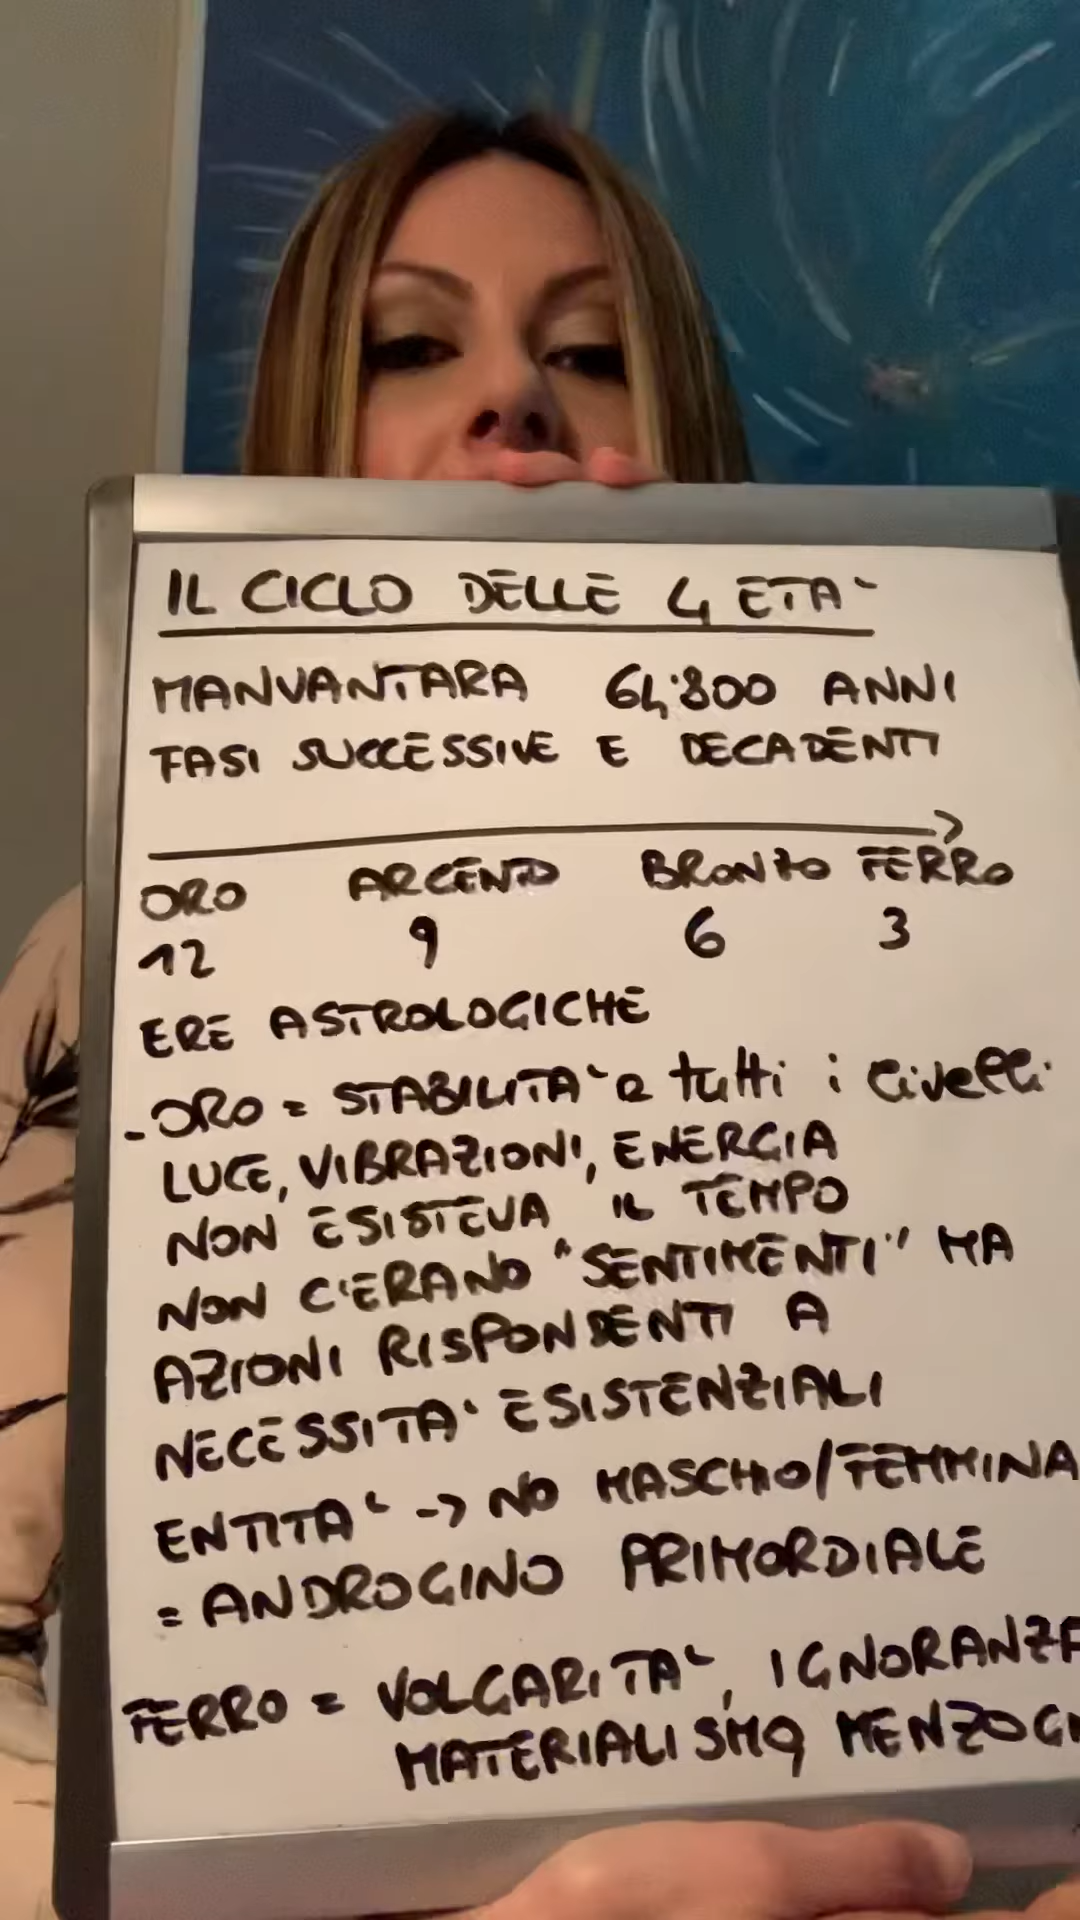 IL CICLO DELLE 4 ETA`
MANVANTARA 64'800 ANNI
FASI SUCCESSIVE E DECADENTI
ORO ARGENTO BRONZO FERRO
12 9 6 3
ERE ASTROLOGICHE
-ORO = STABILITA` a tutti i livelli
LUCE, VIBRAZIONI, ENERGIA
NON ESISTEVA IL TEMPO
NON C'ERANO "SENTIMENTI" MA
AZIONI RISPONDENTI A
NECESSITA' ESISTENZIALI
ENTITA` -> NO MASCHIO/FEMMINA
= ANDROGINO PRIMORDIALE
FERRO = VOLGARITA`, IGNORANZA
MATERIALISMO, MENZOG